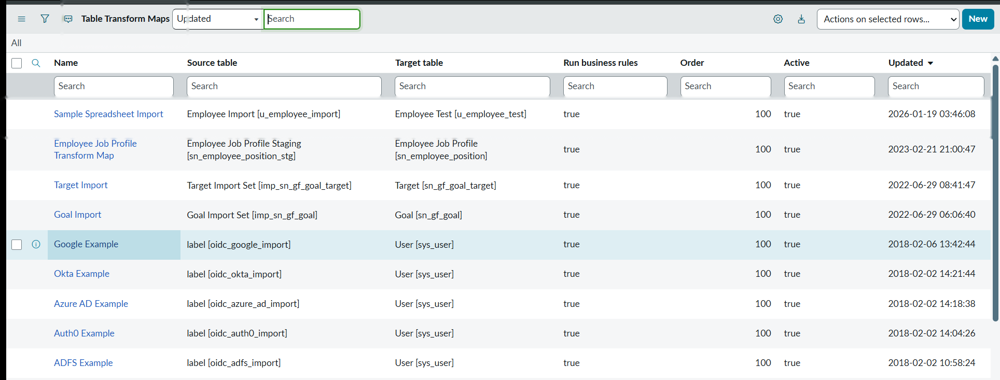 Table Transform Maps Updated Search Actions on selected rows... New
All
Name Source table Target table Run business rules Order Active Updated
Search Search Search Search Search Search Search
Sample Spreadsheet Import Employee Import [u_employee_import] Employee Test [u_employee_test] true 100 true 2026-01-19 03:46:08
Employee Job Profile Employee Job Profile Staging Employee Job Profile
Transform Map [sn_employee_position_stg] [sn_employee_position] true 100 true 2023-02-21 21:00:47
Target Import Target Import Set [imp_sn_gf_goal_target] Target [sn_gf_goal_target] true 100 true 2022-06-29 08:41:47
Goal Import Goal Import Set [imp_sn_gf_goal] Goal [sn_gf_goal] true 100 true 2022-06-29 06:06:40
Google Example label [oidc_google_import] User [sys_user] true 100 true 2018-02-06 13:42:44
Okta Example label [oidc_okta_import] User [sys_user] true 100 true 2018-02-02 14:21:44
Azure AD Example label [oidc_azure_ad_import] User [sys_user] true 100 true 2018-02-02 14:18:38
Auth0 Example label [oidc_auth0_import] User [sys_user] true 100 true 2018-02-02 14:04:26
ADFS Example label [oidc_adfs_import] User [sys_user] true 100 true 2018-02-02 10:58:24